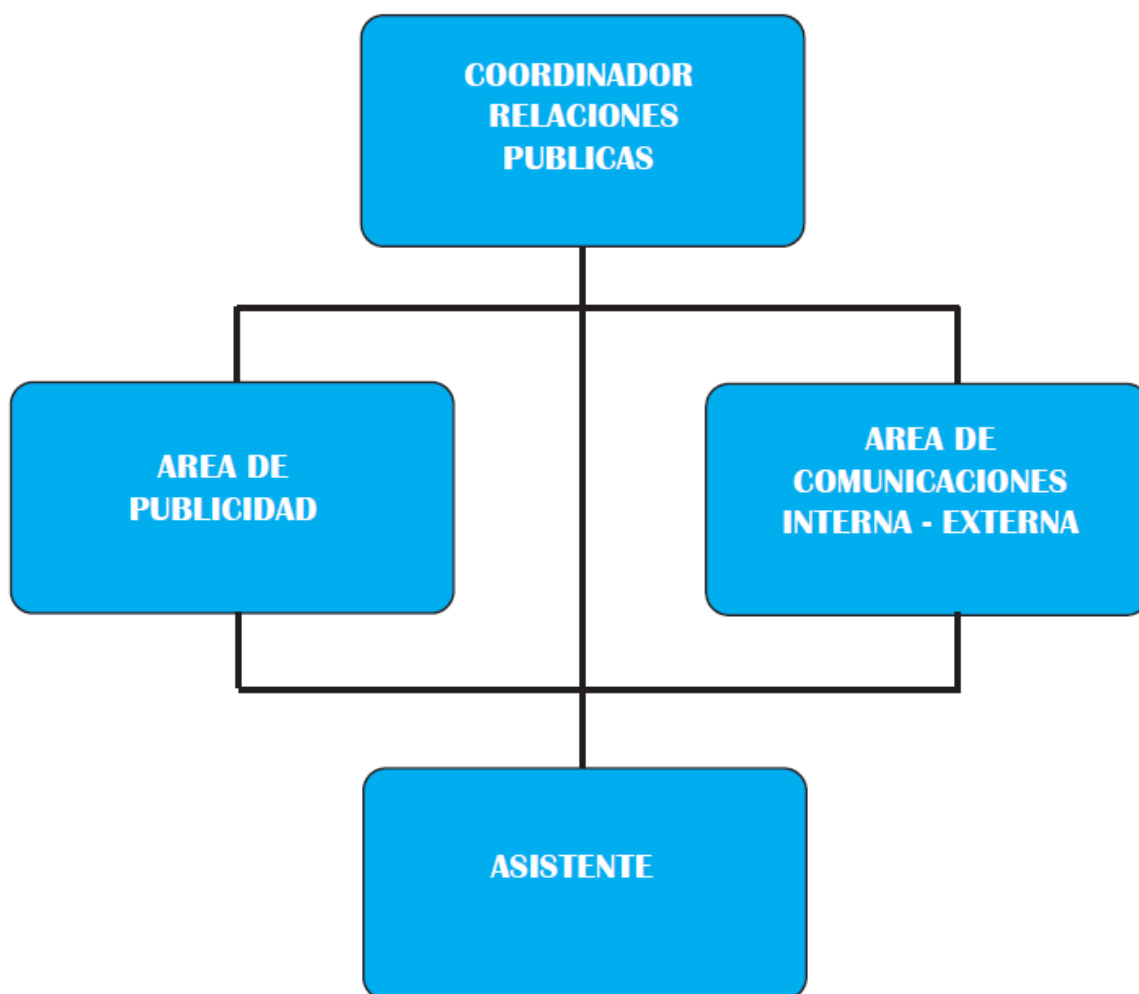 COORDINADOR
RELACIONES
PUBLICAS
AREA DE
PUBLICIDAD
AREA DE
COMUNICACIONES
INTERNA - EXTERNA
ASISTENTE